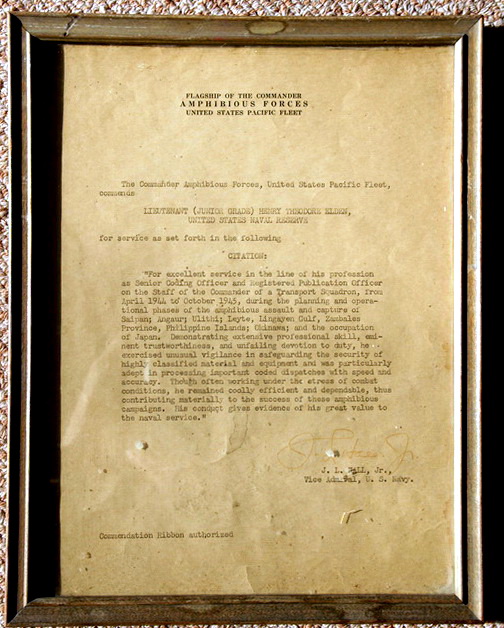 FLAGSHIP OF THE COMMANDER
AMPHIBIOUS FORCES
UNITED STATES PACIFIC FLEET
The Commander Amphibious Forces, United States Pacific Fleet,
commends
LIEUTENANT (JUNIOR GRADE) HENRY THEODORE
UNITED STATES NAVAL RESERVE
for service as set forth in the following
CITATION:
"For excellent service in the line of his profession
as Senior Coding Officer and Registered Publication Officer
on the Staff of the Commander of a Transport Squadron, from
April 1944 to October 1945, during the planning and opera-
tional phases of the amphibious assault and capture of
Saipan; Angaur; Ulithi; Leyte, Lingayen Gulf, Zambales
Province, Philippine Islands; Okinawa; and the occupation
of Japan. Demonstrating extensive professional skill, emi-
nent trustworthiness, and unfailing devotion to duty, he
exercised unusual vigilance in safeguarding the security of
highly classified material and equipment and was particularly
adept in processing important coded dispatches with speed and
accuracy. Though often working under the stress of combat
conditions, he remained coolly efficient and dependable, thus
contributing materially to the success of these amphibious
campaigns. His conduct gives evidence of his great value to
the naval service."
J. L. HALL, Jr.,
Vice Admiral, U. S. Navy.
Commendation Ribbon authorized